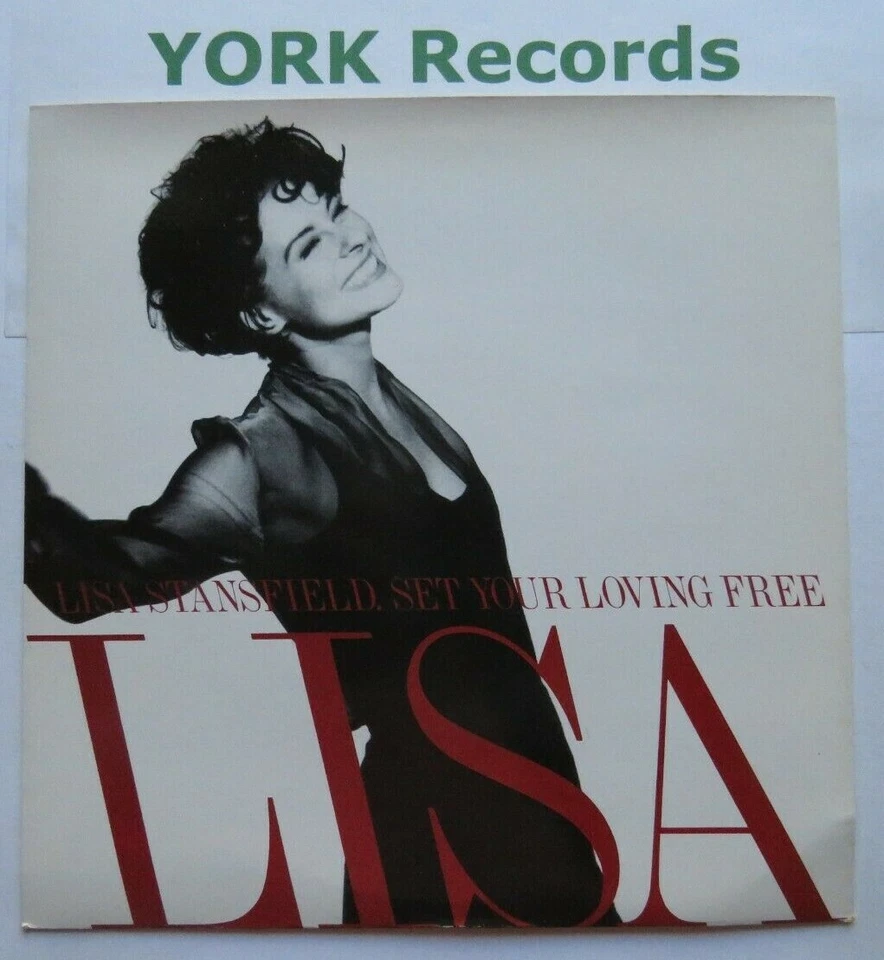 YORK Records
LISA STANSFIELD. SET YOUR LOVING FREE
LISA